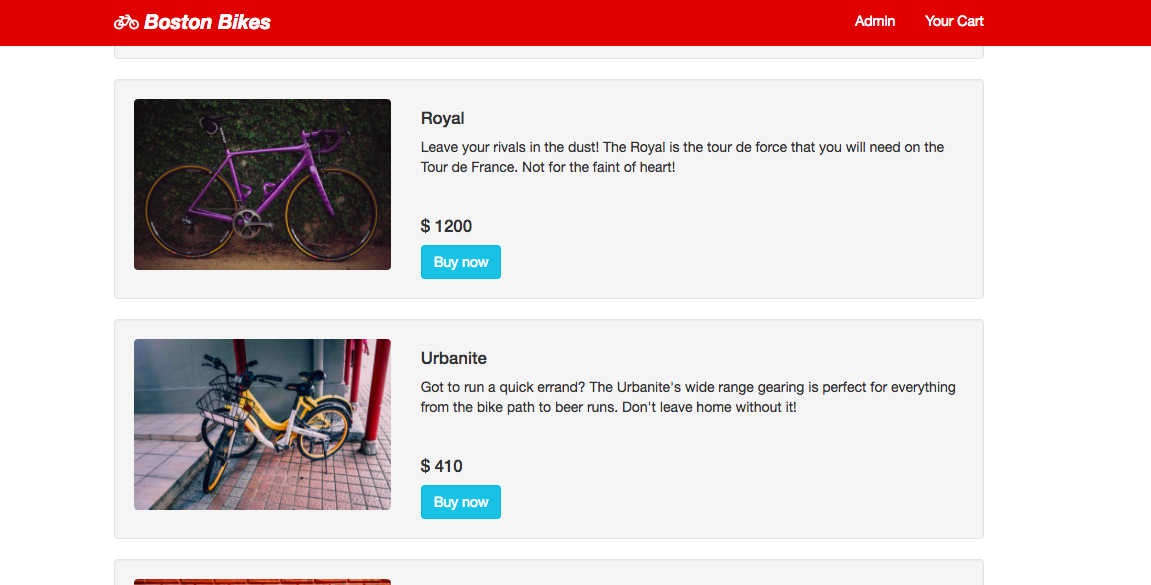 Boston Bikes
Admin
Your Cart
Royal
Leave your rivals in the dust! The Royal is the tour de force that you will need on the
Tour de France. Not for the faint of heart!
$ 1200
Buy now
Urbanite
Got to run a quick errand? The Urbanite's wide range gearing is perfect for everything
from the bike path to beer runs. Don't leave home without it!
$ 410
Buy now